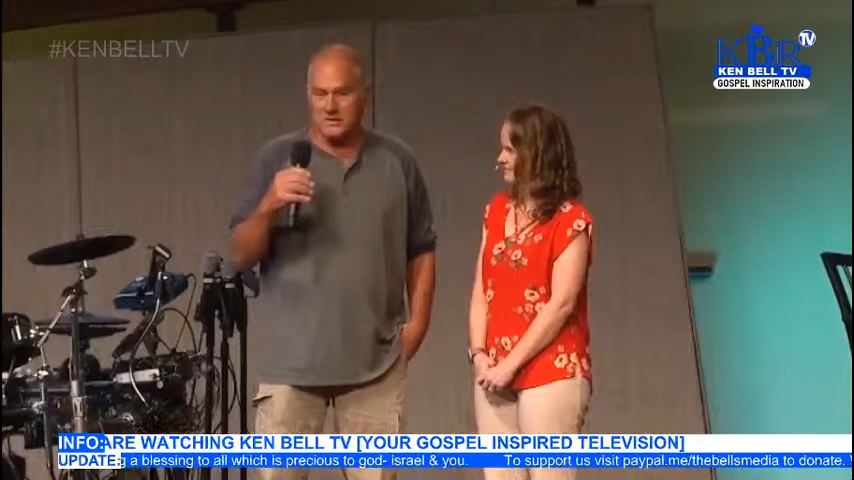 #KENBELLTV
KBR TV
KEN BELL TV
GOSPEL INSPIRATION
INFO: ARE WATCHING KEN BELL TV [YOUR GOSPEL INSPIRED TELEVISION]
UPDATE: g a blessing to all which is precious to god- israel & you. To support us visit paypal.me/thebellsmedia to donate.